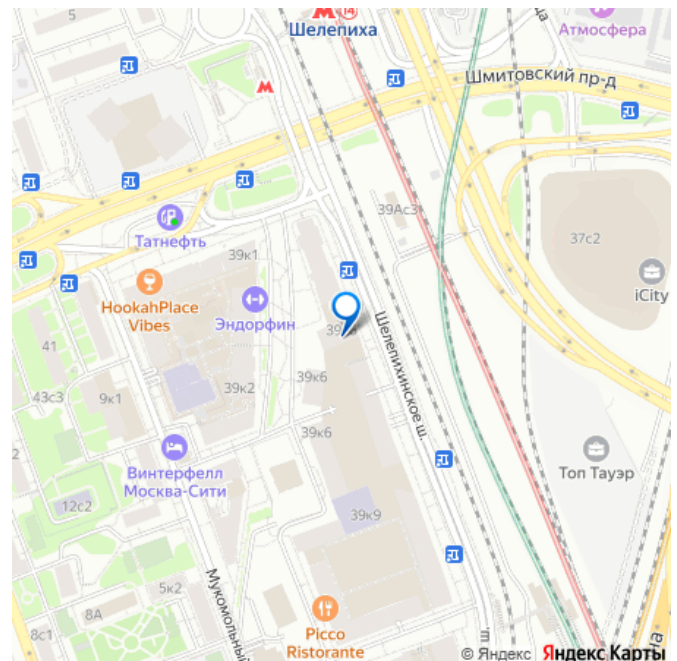 5
М
14
Шелепиха
Атмосфера
М
Шмитовский пр-д
39Ас3
Татнефть
39к1
37с2
iCity
HookahPlace
Vibes
Эндорфин
Шелепихинское ш.
41
39к6
43с3
9к1
39к2
39к6
Винтерфелл
Москва-Сити
Топ Тауэр
12с2
39к9
5к2
8А
8с1
Мукомольный
Picco
Ristorante
ш.
© Яндекс Яндекс Карты